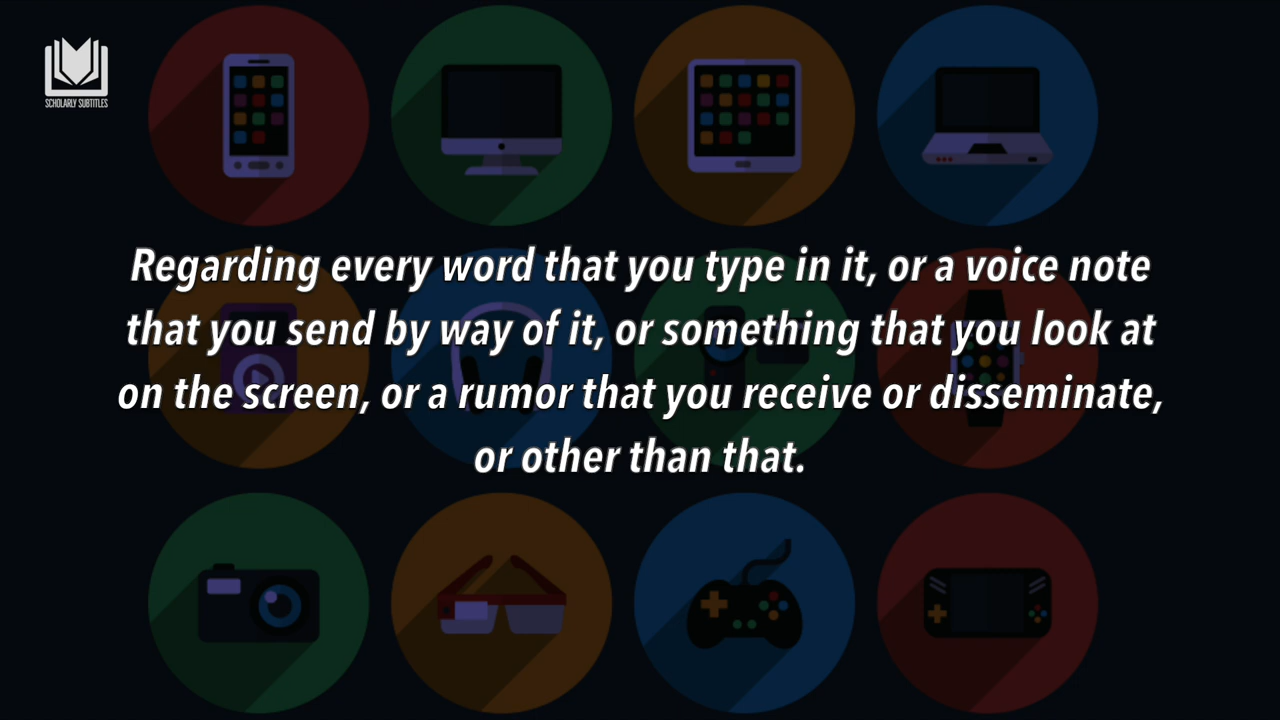 SCHOLARLY SUBTITLES
Regarding every word that you type in it, or a voice note
that you send by way of it, or something that you look at
on the screen, or a rumor that you receive or disseminate,
or other than that.